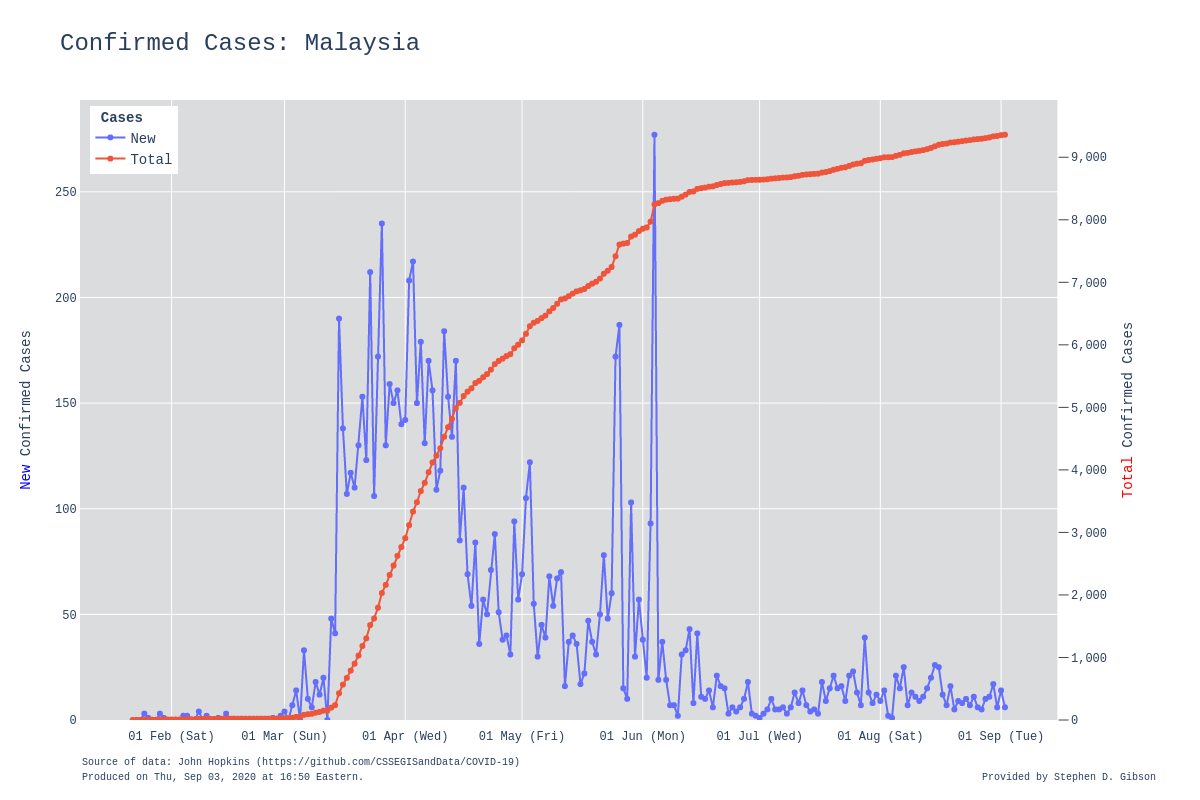 Confirmed Cases: Malaysia
Cases
New
Total
250
200
150
100
50
0
New Confirmed Cases
9,000
8,000
7,000
6,000
5,000
4,000
3,000
2,000
1,000
0
Total Confirmed Cases
01 Feb (Sat) 01 Mar (Sun) 01 Apr (Wed) 01 May (Fri) 01 Jun (Mon) 01 Jul (Wed) 01 Aug (Sat) 01 Sep (Tue)
Source of data: John Hopkins (https://github.com/CSSEGISandData/COVID-19)
Produced on Thu, Sep 03, 2020 at 16:50 Eastern.
Provided by Stephen D. Gibson